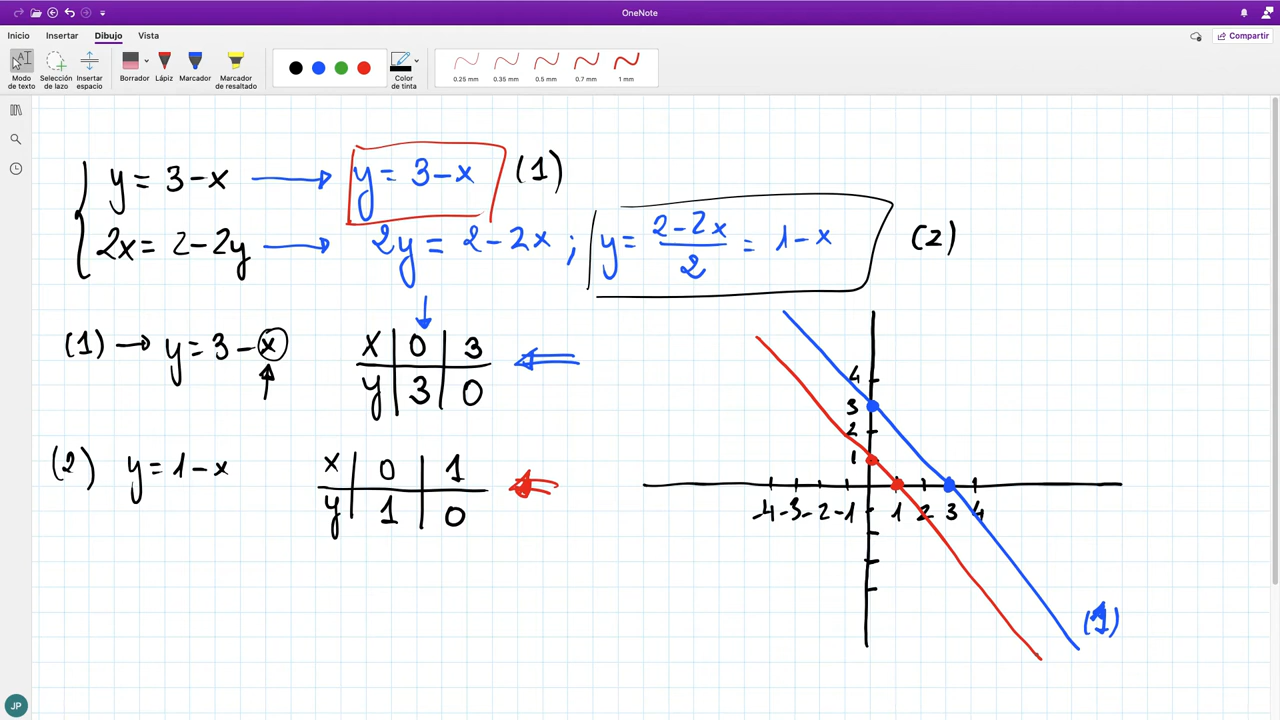 OneNote
Inicio Insertar Dibujo Vista Compartir
Modo de texto
Selección de lazo
Insertar espacio
Borrador
Lápiz
Marcador
Marcador de resaltado
Color de tinta
0.25 mm 0.35 mm 0.5 mm 0.7 mm 1 mm
y = 3 - x → y = 3 - x (1)
2x = 2 - 2y → 2y = 2 - 2x ; y = (2 - 2x)/2 = 1 - x (2)
(1) → y = 3 - x
x | 0 | 3
y | 3 | 0
(2) y = 1 - x
x | 0 | 1
y | 1 | 0
4
3
2
1
-4 -3 -2 -1 1 2 3 4
(1)
JP